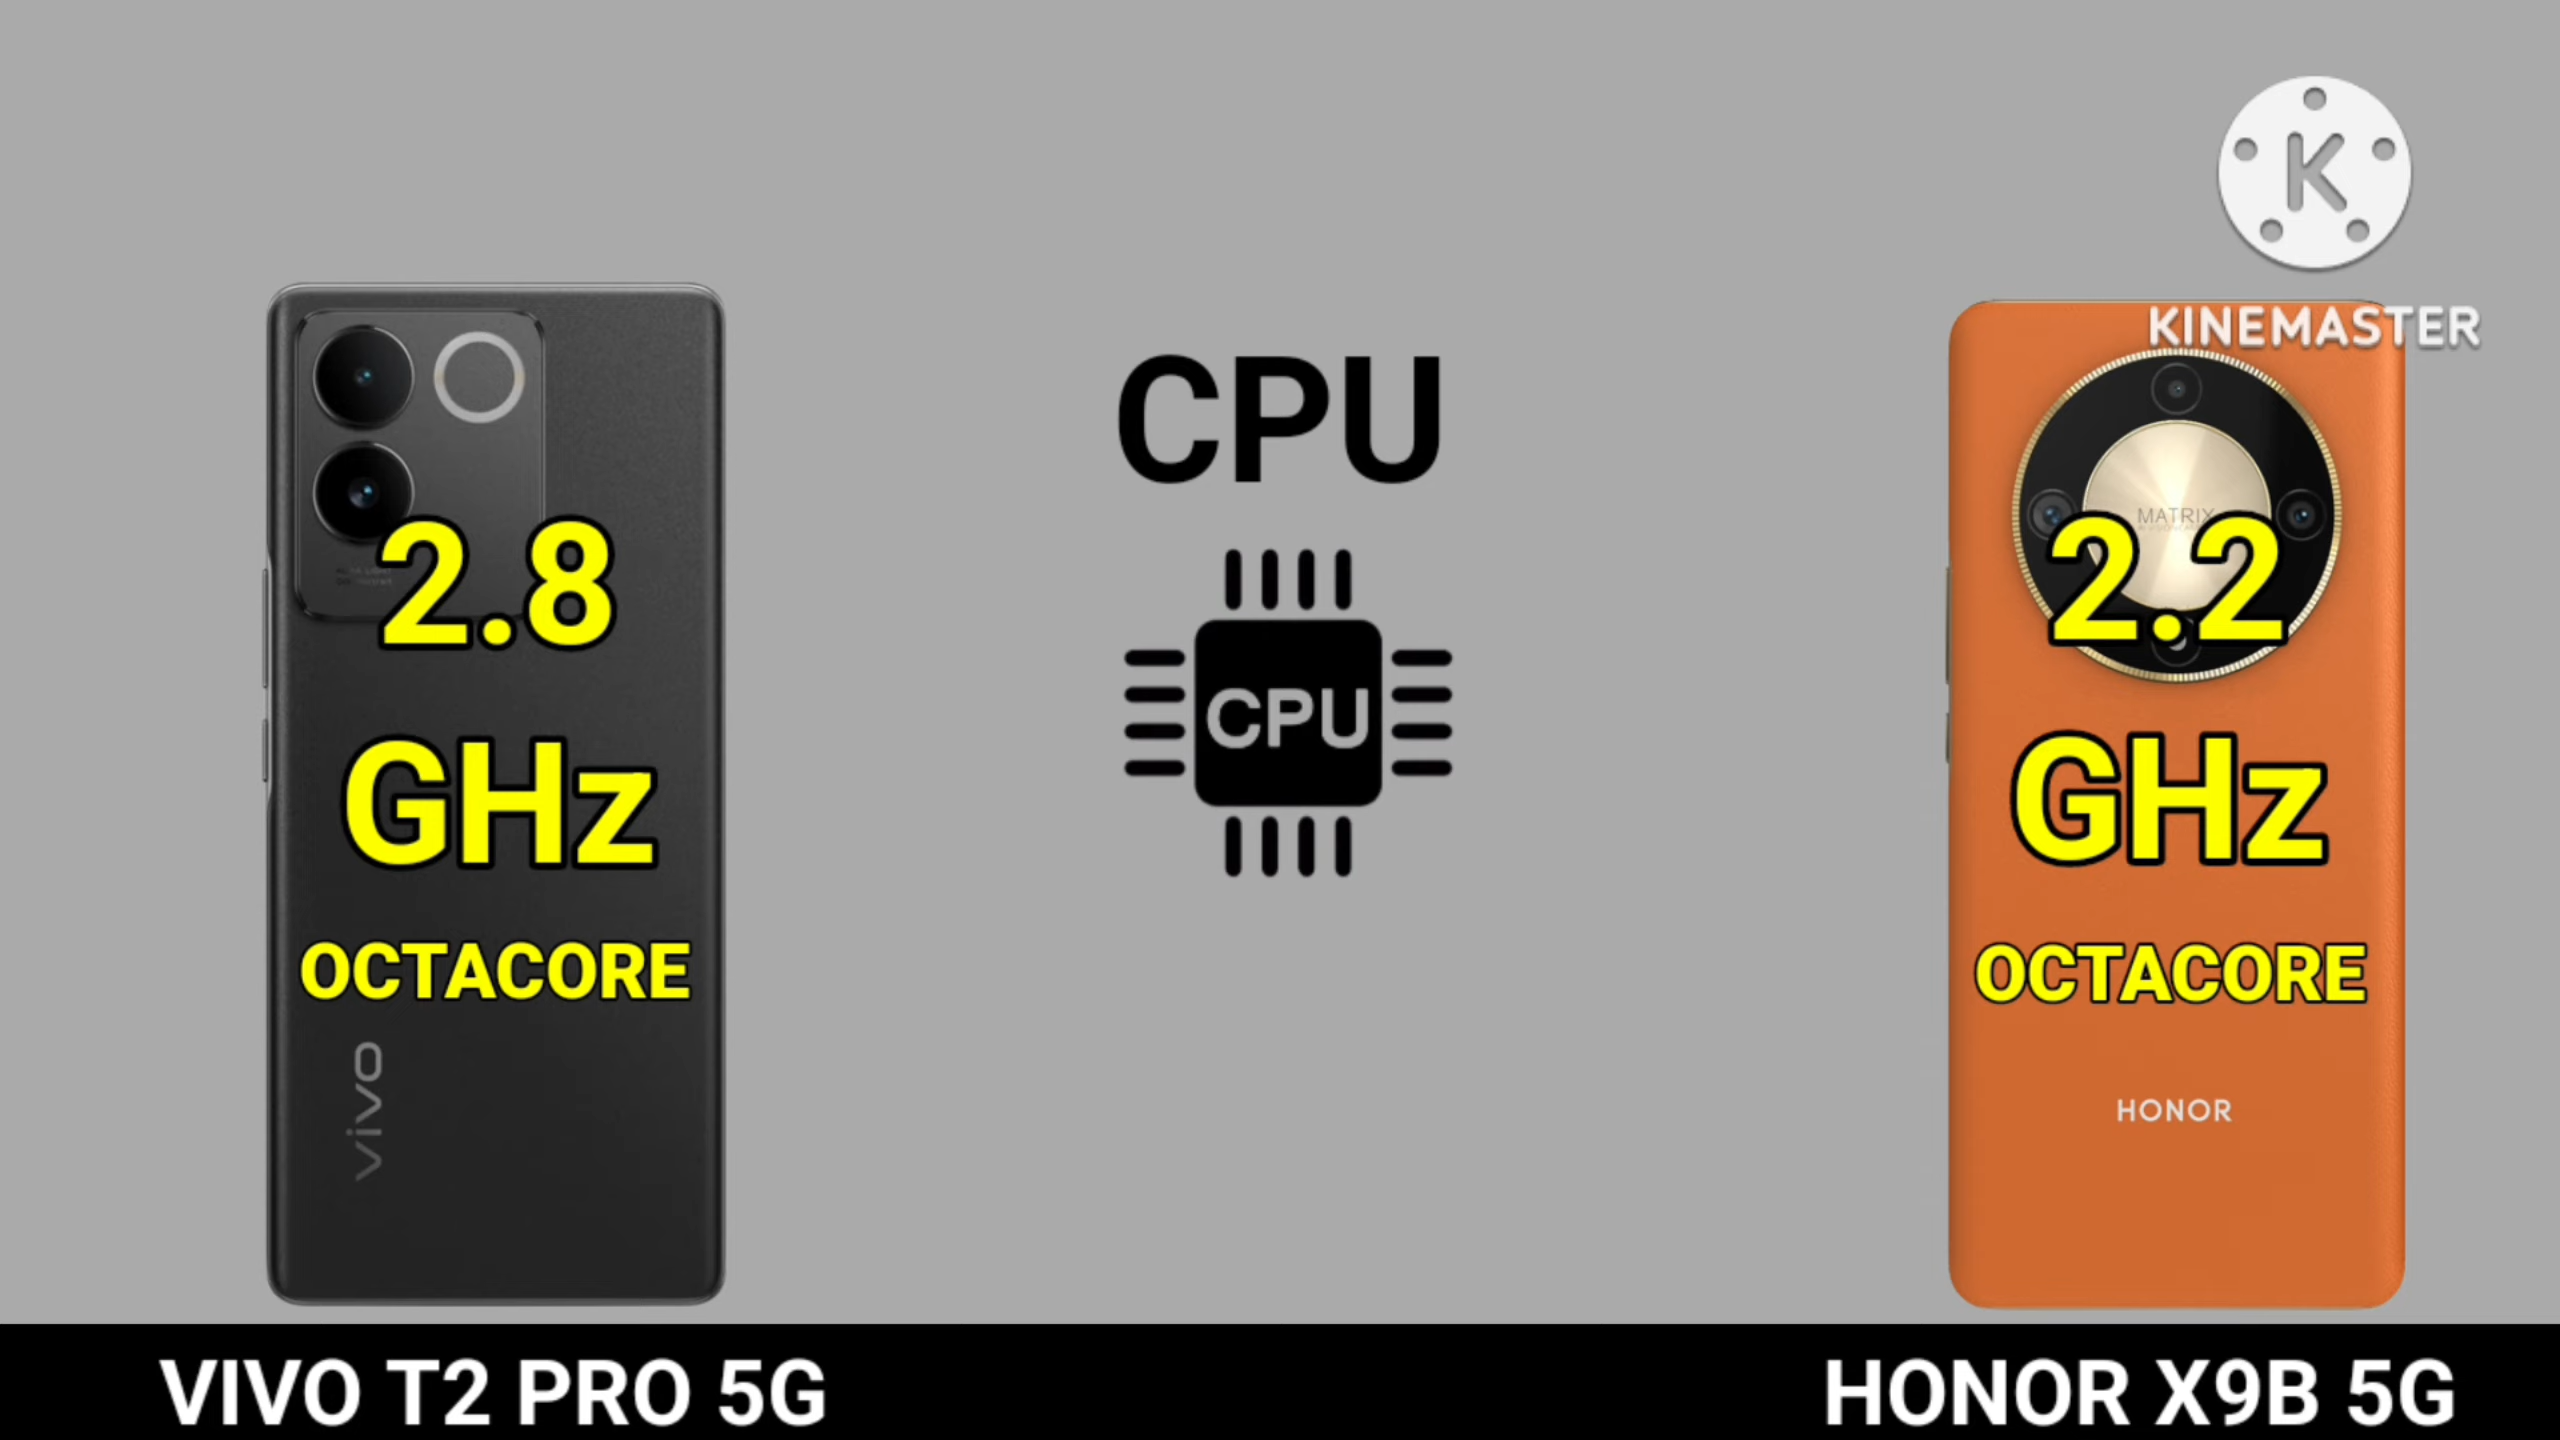 K
KINEMASTER
CPU
CPU
MATRIX
2.8
GHz
OCTACORE
vivo
2.2
GHz
OCTACORE
HONOR
VIVO T2 PRO 5G
HONOR X9B 5G